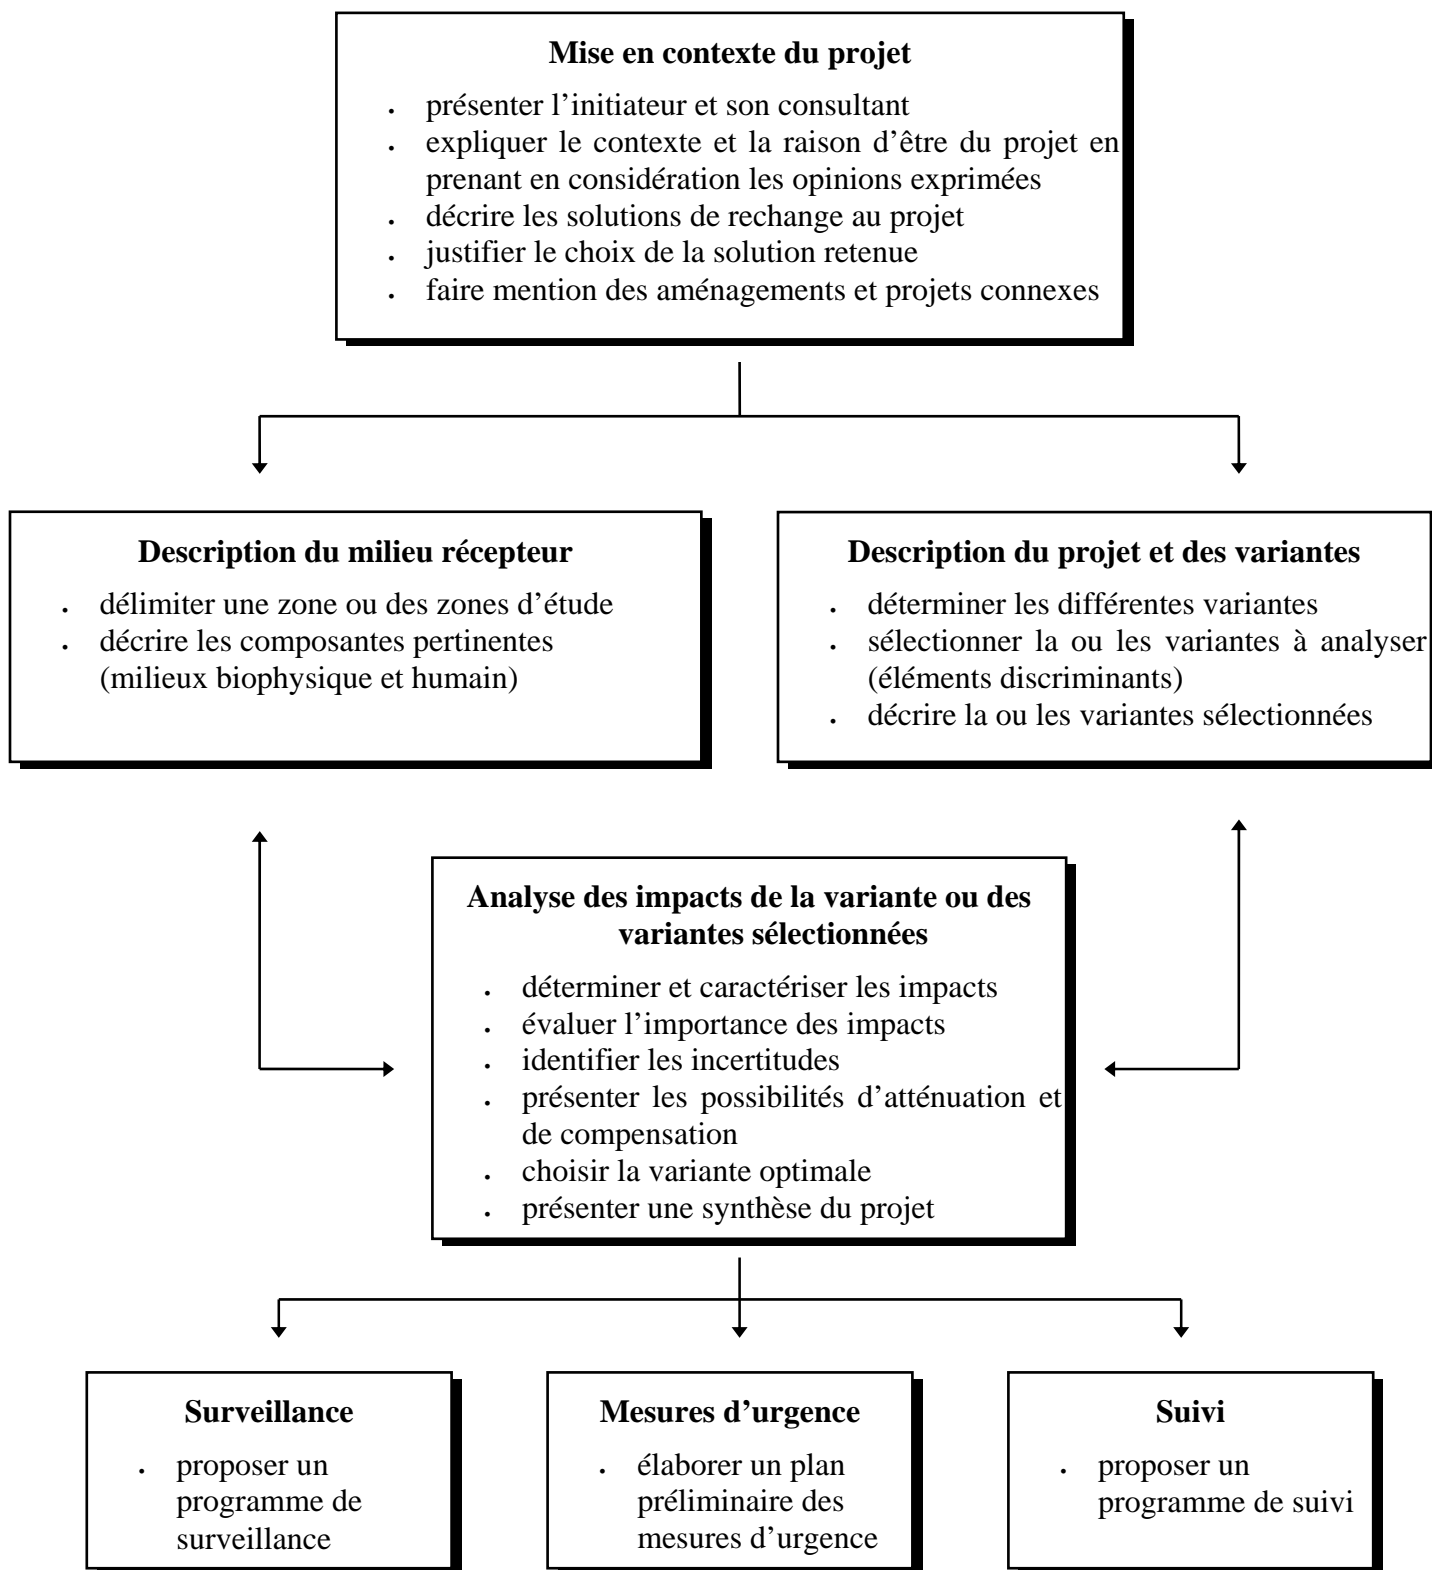 Mise en contexte du projet
. présenter l’initiateur et son consultant
. expliquer le contexte et la raison d’être du projet en
prenant en considération les opinions exprimées
. décrire les solutions de rechange au projet
. justifier le choix de la solution retenue
. faire mention des aménagements et projets connexes
Description du milieu récepteur
. délimiter une zone ou des zones d’étude
. décrire les composantes pertinentes
(milieux biophysique et humain)
Description du projet et des variantes
. déterminer les différentes variantes
. sélectionner la ou les variantes à analyser
(éléments discriminants)
. décrire la ou les variantes sélectionnées
Analyse des impacts de la variante ou des
variantes sélectionnées
. déterminer et caractériser les impacts
. évaluer l’importance des impacts
. identifier les incertitudes
. présenter les possibilités d’atténuation et
de compensation
. choisir la variante optimale
. présenter une synthèse du projet
Surveillance
. proposer un
programme de
surveillance
Mesures d’urgence
. élaborer un plan
préliminaire des
mesures d’urgence
Suivi
. proposer un
programme de suivi